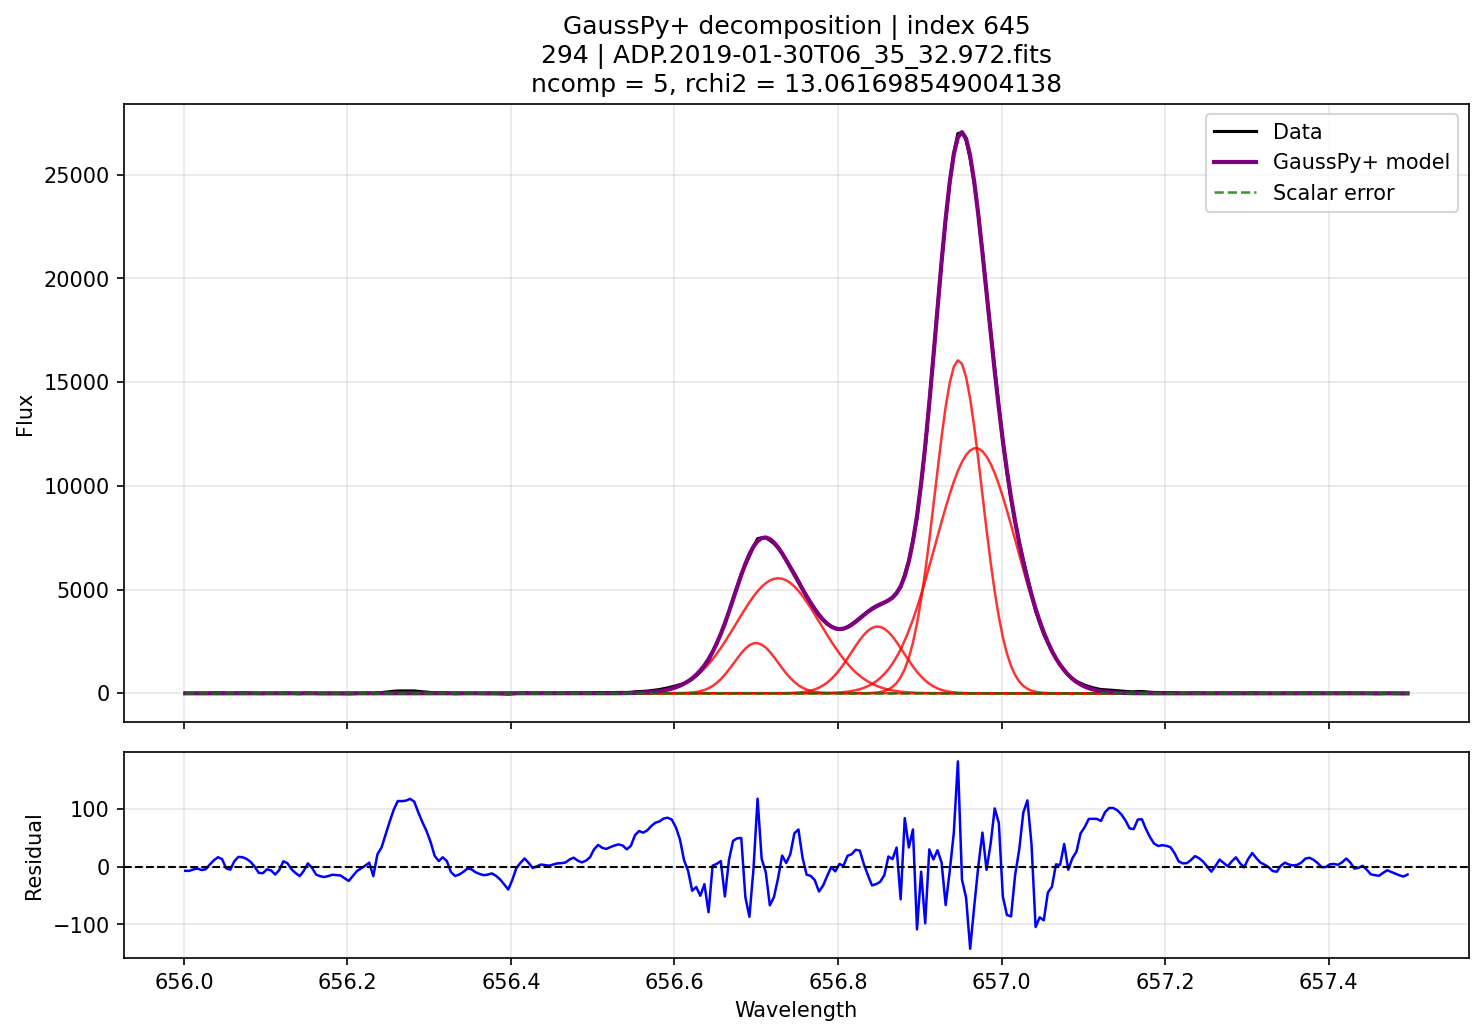 GaussPy+ decomposition | index 645
294 | ADP.2019-01-30T06_35_32.972.fits
ncomp = 5, rchi2 = 13.061698549004138
Data
GaussPy+ model
Scalar error
Flux
25000
20000
15000
10000
5000
0
Residual
100
0
−100
656.0 656.2 656.4 656.6 656.8 657.0 657.2 657.4
Wavelength